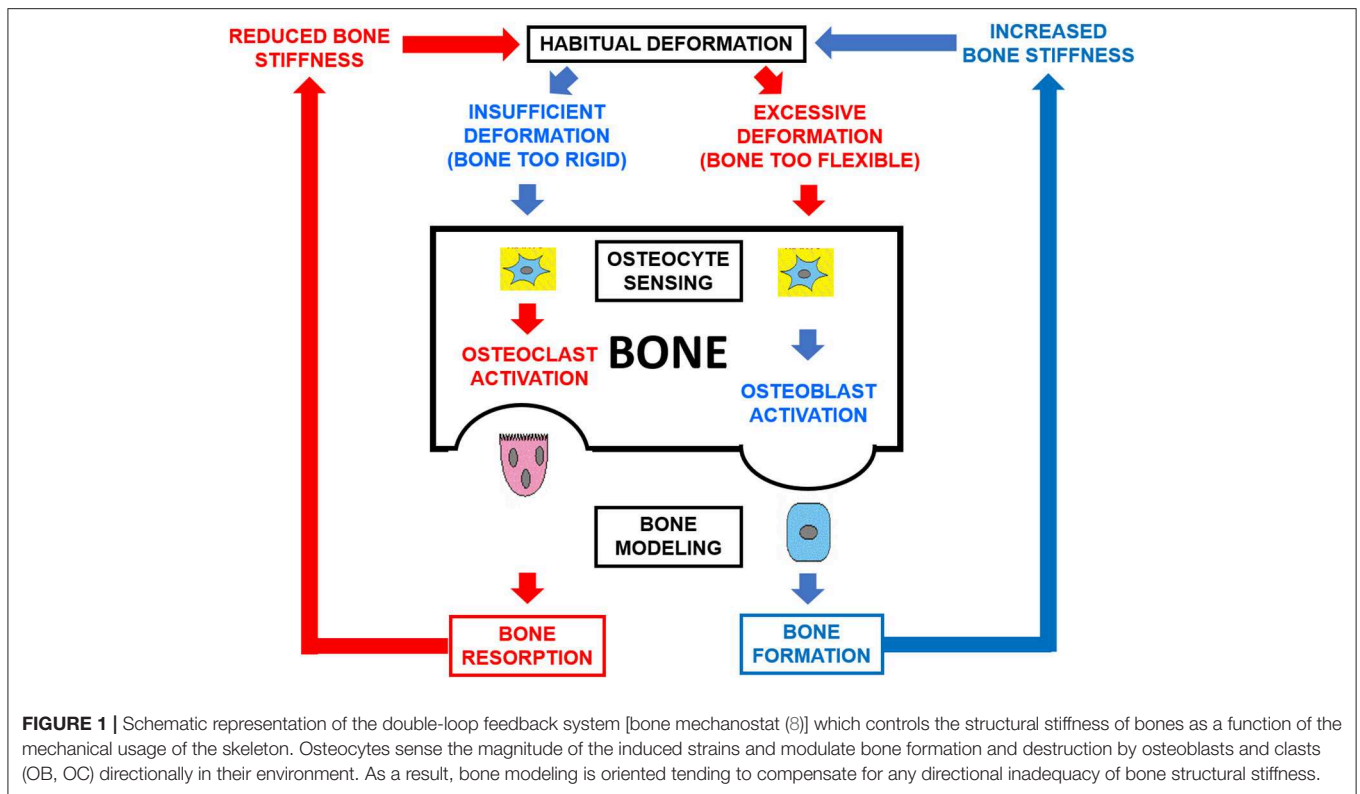 REDUCED BONE
STIFFNESS
HABITUAL DEFORMATION
INCREASED
BONE STIFFNESS
INSUFFICIENT
DEFORMATION
(BONE TOO RIGID)
EXCESSIVE
DEFORMATION
(BONE TOO FLEXIBLE)
OSTEOCYTE
SENSING
OSTEOCLAST
ACTIVATION
BONE
OSTEOBLAST
ACTIVATION
BONE
MODELING
BONE
RESORPTION
BONE
FORMATION
FIGURE 1 | Schematic representation of the double-loop feedback system [bone mechanostat (8)] which controls the structural stiffness of bones as a function of the
mechanical usage of the skeleton. Osteocytes sense the magnitude of the induced strains and modulate bone formation and destruction by osteoblasts and clasts
(OB, OC) directionally in their environment. As a result, bone modeling is oriented tending to compensate for any directional inadequacy of bone structural stiffness.